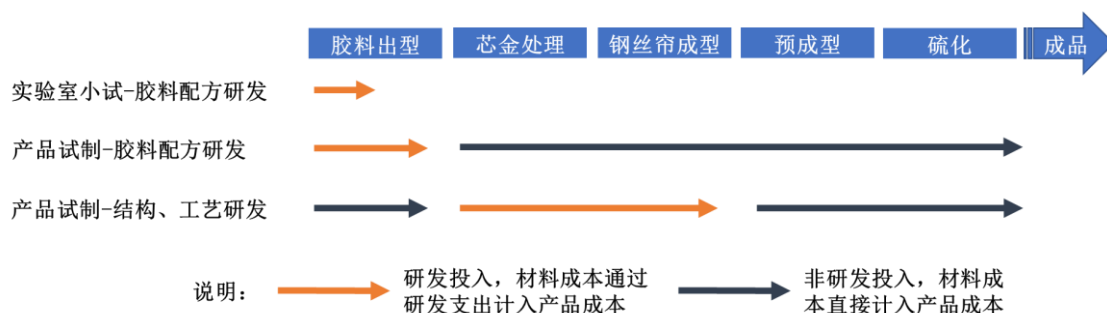 胶料出型 芯金处理 钢丝帘成型 预成型 硫化 成品
实验室小试-胶料配方研发
产品试制-胶料配方研发
产品试制-结构、工艺研发
说明：
研发投入，材料成本通过
研发支出计入产品成本
非研发投入，材料成
本直接计入产品成本